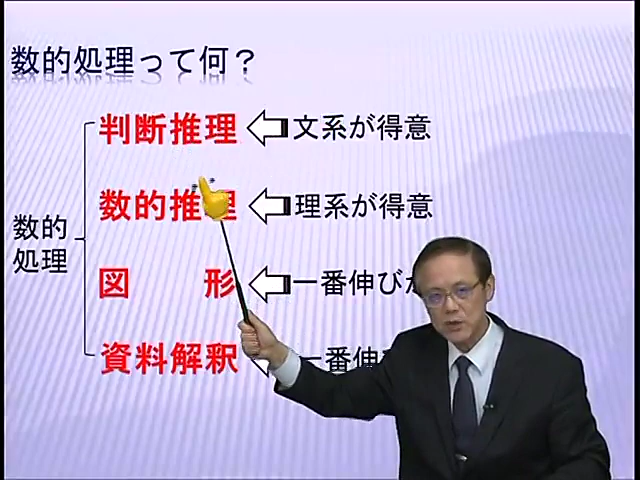 数的処理って何？
判断推理 文系が得意
数的推理 理系が得意
数的
処理
図 形 一番伸び
資料解釈 一番伸